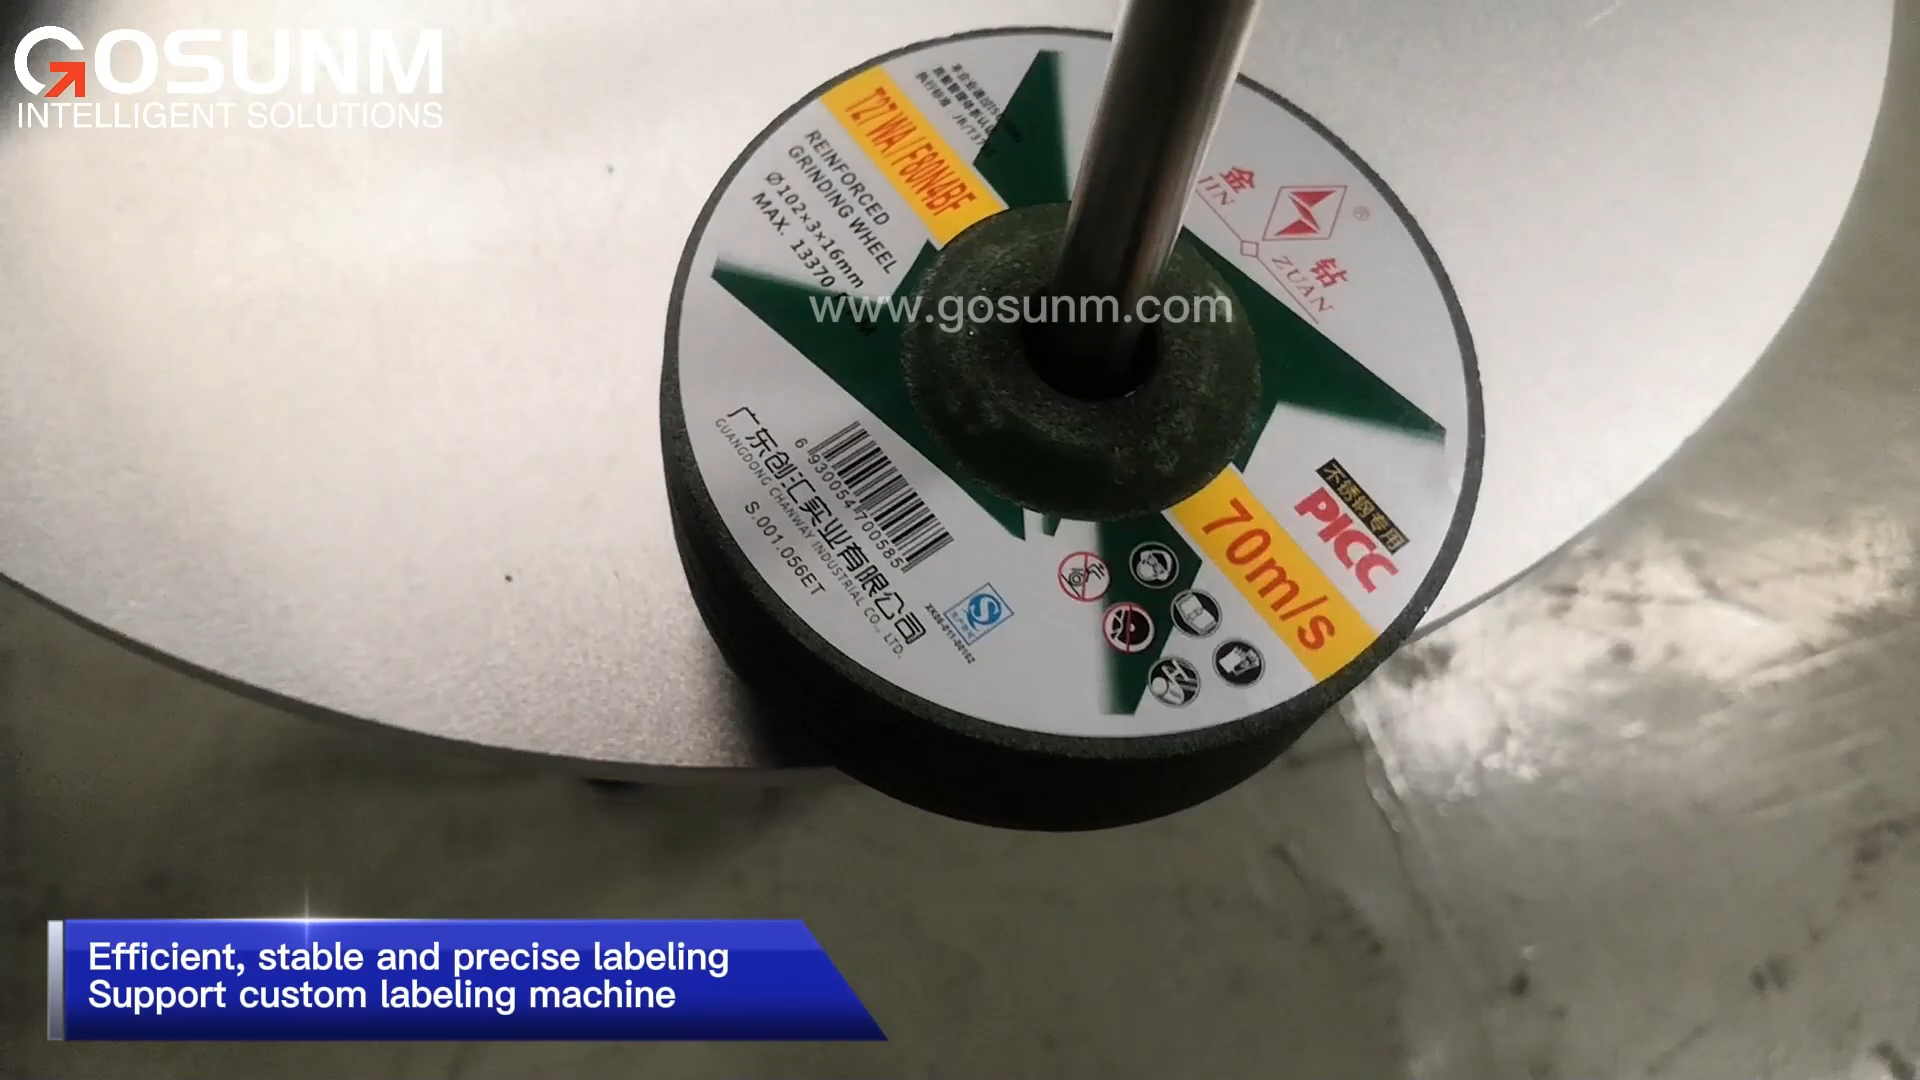 GOSUNM
INTELLIGENT SOLUTIONS
T27 WA/F80N4BF
REINFORCED
GRINDING WHEEL
Ø102×3×16mm
MAX. 13370
金
JIN
®
钻
ZUAN
www.gosunm.com
不锈钢专用
PICC
70m/s
6 930054 700585
广东创汇实业有限公司
GUANGDONG CHANWAY INDUSTRIAL CO., LTD.
S.001.056ET
Efficient, stable and precise labeling
Support custom labeling machine